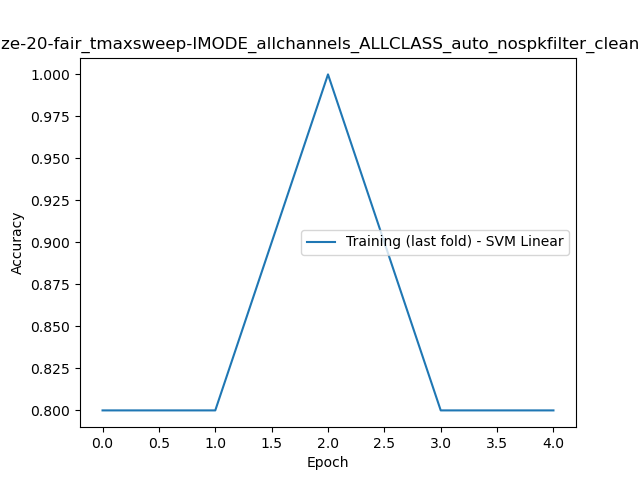 ze-20-fair_tmaxsweep-IMODE_allchannels_ALLCLASS_auto_nospkfilter_clean
1.000
0.975
0.950
0.925
0.900
0.875
0.850
0.825
0.800
Accuracy
Training (last fold) - SVM Linear
0.0 0.5 1.0 1.5 2.0 2.5 3.0 3.5 4.0
Epoch